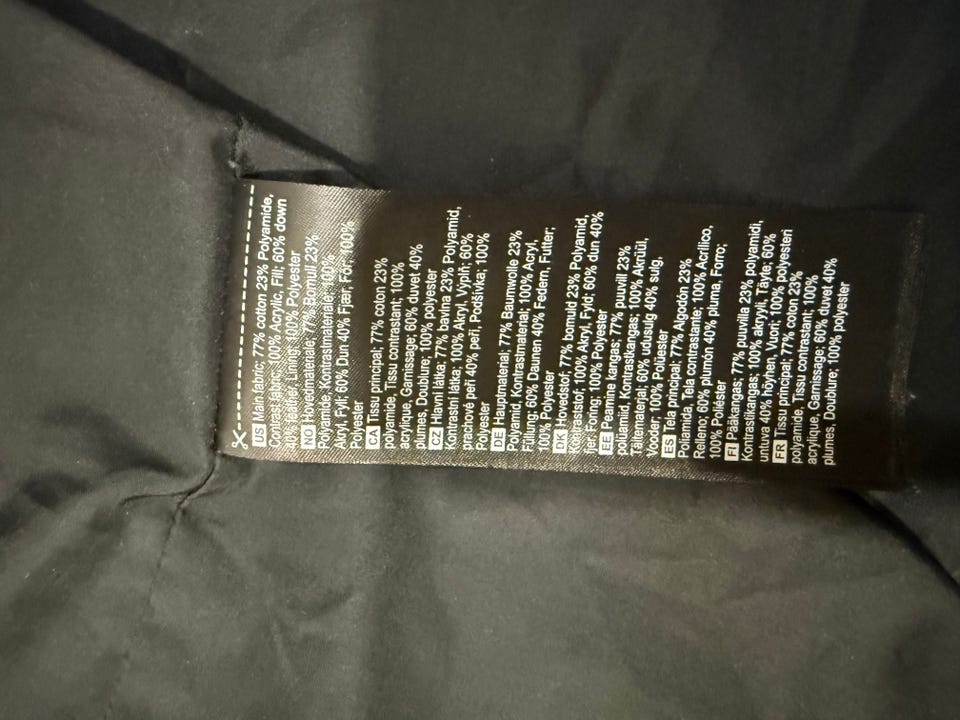 US Main fabric; 77% cotton 23% Polyamide,
Contast fabric; 100% Acrylic, Fill; 60% down
40% feather, Lining; 100% Polyester
NO Hovedmateriale; 77% Bomull 23%
Polyamide, Kontrastmateriale; 100%
Akryl, Fyll; 60% Dun 40% Fjær, Fôr; 100%
Polyester
CA Tissu principal; 77% coton 23%
polyamide, Tissu contrastant; 100%
acrylique, Garnissage; 60% duvet 40%
plumes, Doublure; 100% polyester
CZ Hlavní látka; 77% bavlna 23% Polyamid,
Kontrastní látka; 100% Akryl, Výplň; 60%
prachové peří 40% peří, Podšívka; 100%
Polyester
DE Hauptmaterial; 77% Baumwolle 23%
Polyamid, Kontrastmaterial; 100% Acryl,
Füllung; 60% Daunen 40% Federn, Futter;
100% Polyester
DK Hovedstof; 77% bomuld 23% Polyamid,
Kontraststof; 100% Akryl, Fyld; 60% dun 40%
fjer, Foring; 100% Polyester
EE Peamine kangas; 77% puuvill 23%
polüamiid, Kontrastkangas; 100% Akrüül,
Täitematerjal; 60% udusulg 40% sulg,
Vooder; 100% Polyester
ES Tela principal; 77% Algodón 23%
Poliamida, Tela contrastante; 100% Acrílico,
Relleno; 60% plumón 40% pluma, Forro;
100% Poliéster
FI Pääkangas; 77% puuvilla 23% polyamidi,
Kontrastikangas; 100% akryyli, Täyte; 60%
untuva 40% höyhen, Vuori; 100% polyesteri
FR Tissu principal; 77% coton 23%
polyamide, Tissu contrastant; 100%
acrylique, Garnissage; 60% duvet 40%
plumes, Doublure; 100% polyester